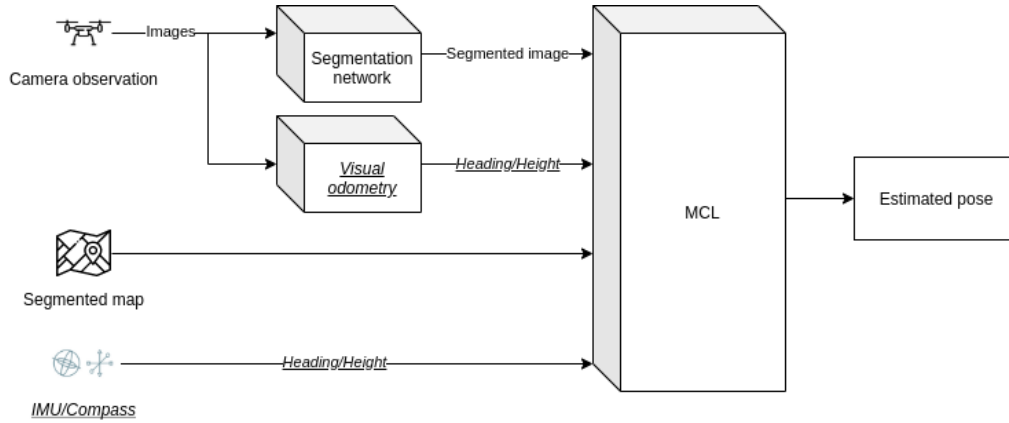 Images
Camera observation
Segmentation
network
Segmented image
Visual
odometry
Heading/Height
MCL
Estimated pose
Segmented map
Heading/Height
IMU/Compass